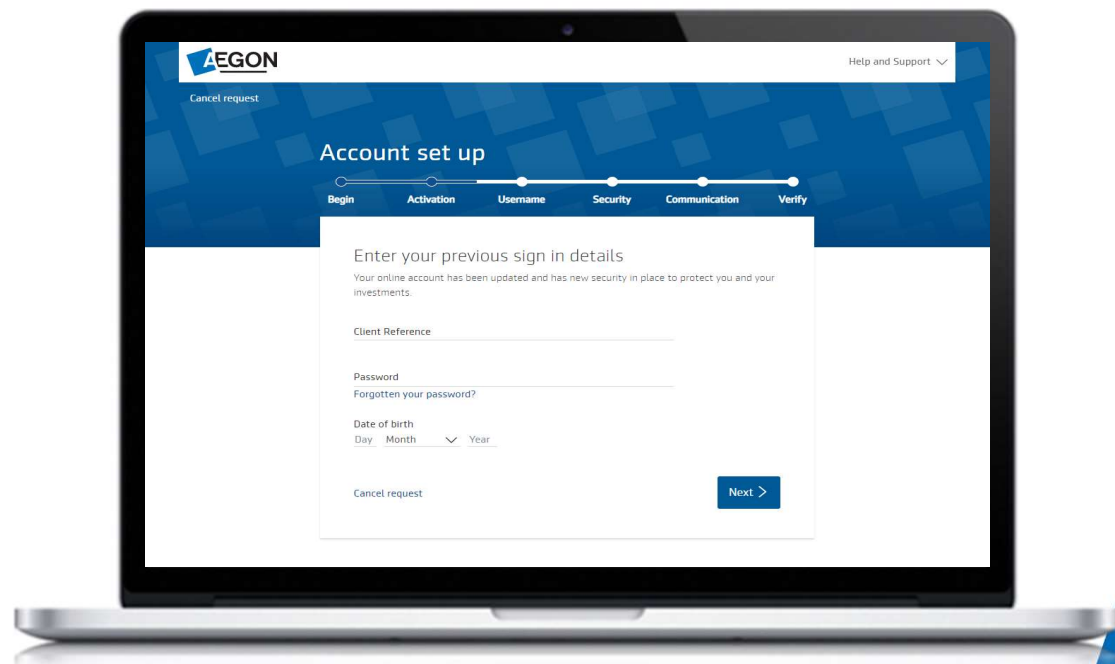 AEGON
Help and Support
Cancel request
Account set up
Begin Activation Username Security Communication Verify
Enter your previous sign in details
Your online account has been updated and has new security in place to protect you and your
investments.
Client Reference
Password
Forgotten your password?
Date of birth
Day Month Year
Cancel request
Next